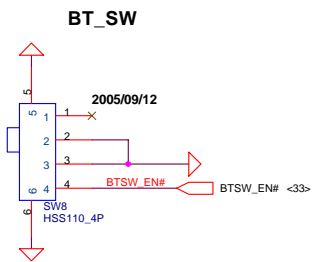 BT_SW
2005/09/12
5
5
1 1
2 2
3 3
4 4
BTSW_EN#
BTSW_EN# <33>
6
6
SW8
HSS110_4P